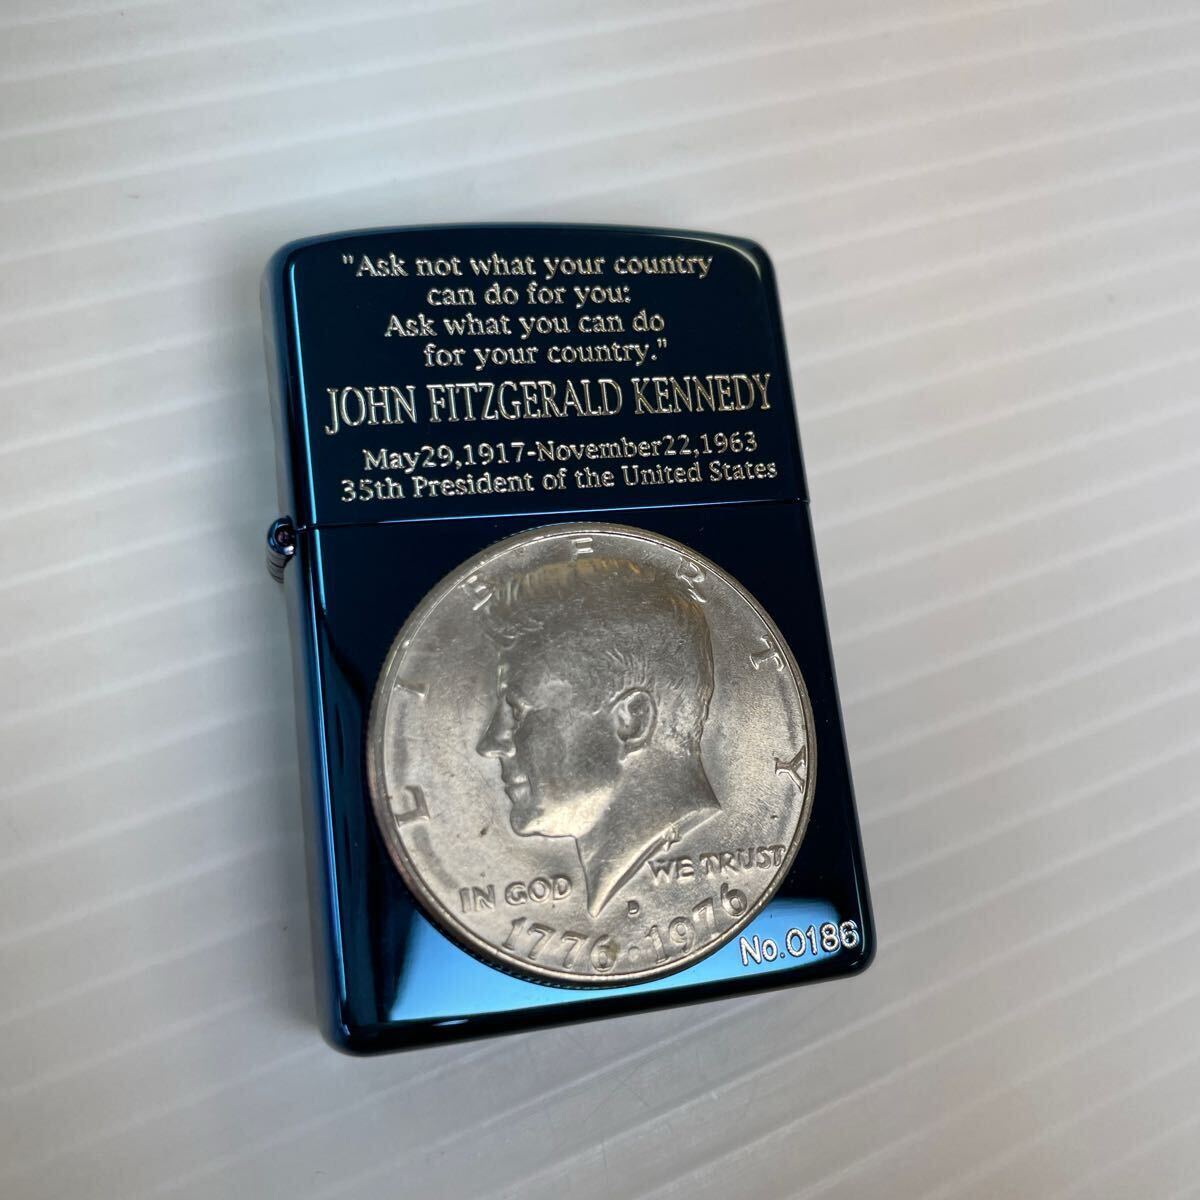 "Ask not what your country
can do for you:
Ask what you can do
for your country."
JOHN FITZGERALD KENNEDY
May29,1917-November22,1963
35th President of the United States
LIBERTY
IN GOD WE TRUST
D
1776·1976
No.0186